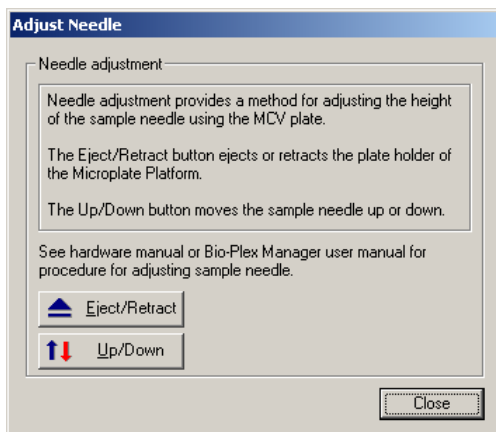 Adjust Needle
Needle adjustment
Needle adjustment provides a method for adjusting the height
of the sample needle using the MCV plate.
The Eject/Retract button ejects or retracts the plate holder of
the Microplate Platform.
The Up/Down button moves the sample needle up or down.
See hardware manual or Bio-Plex Manager user manual for
procedure for adjusting sample needle.
Eject/Retract
Up/Down
Close